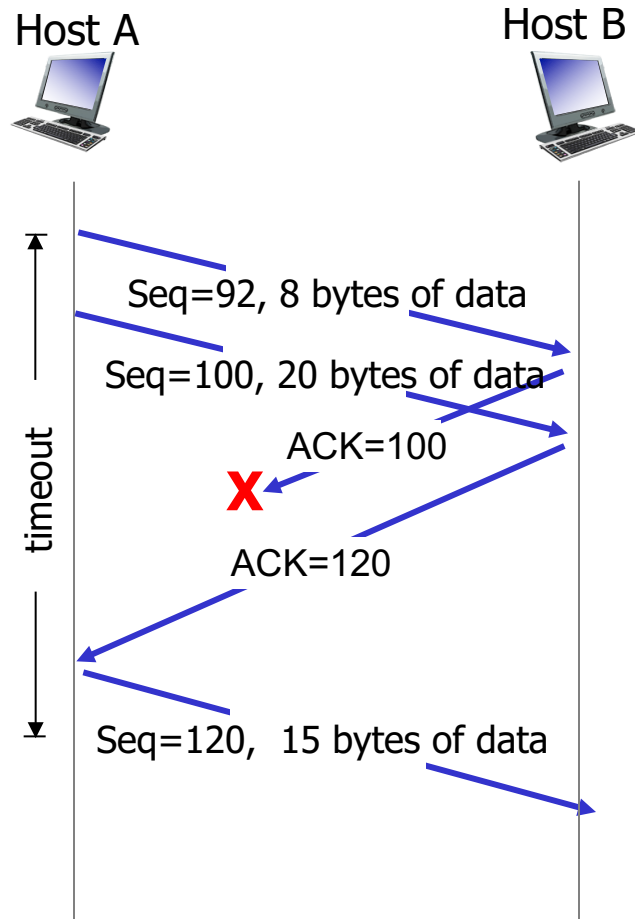 Host A
Host B
Seq=92, 8 bytes of data
Seq=100, 20 bytes of data
ACK=100
X
timeout
ACK=120
Seq=120, 15 bytes of data